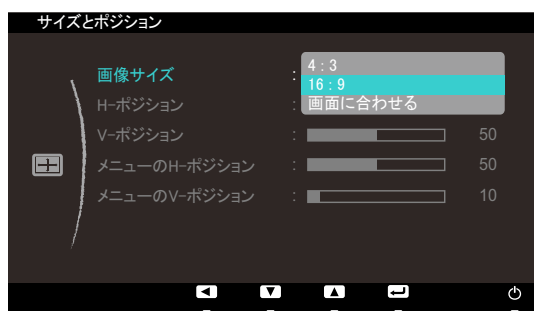 サイズとポジション
画像サイズ :
4 : 3
16 : 9
画面に合わせる
H-ポジション :
V-ポジション : 50
メニューのH-ポジション : 50
メニューのV-ポジション : 10